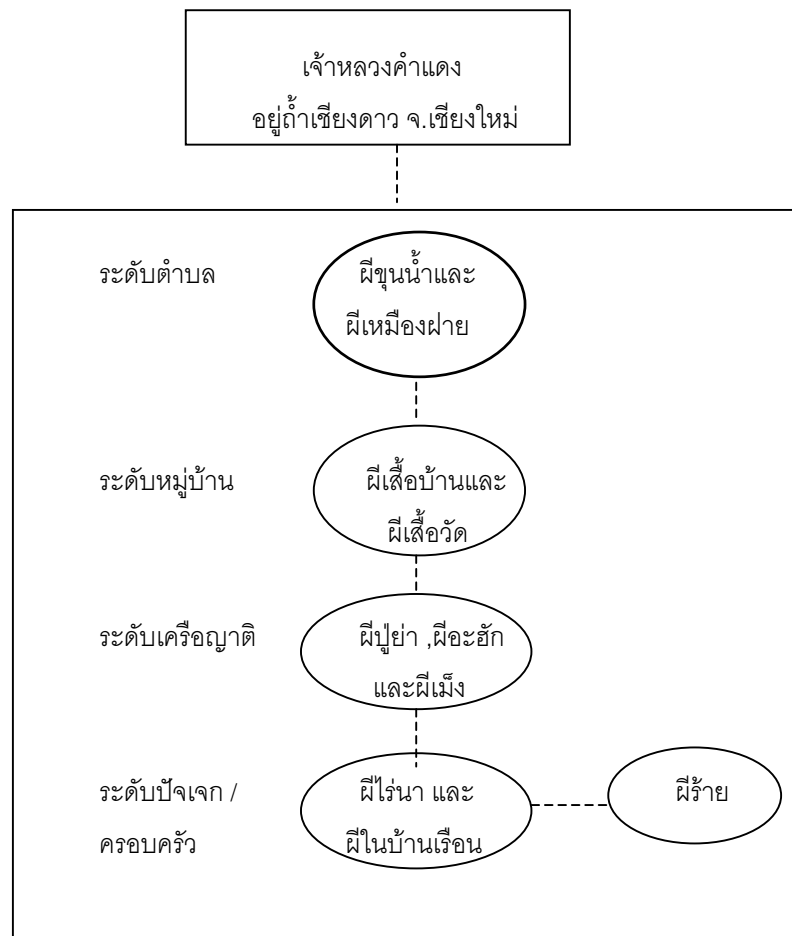 เจ้าหลวงคำแดง
อยู่ถ้ำเชียงดาว จ.เชียงใหม่
ระดับตำบล
ผีขุนน้ำและ
ผีเหมืองฝาย
ระดับหมู่บ้าน
ผีเสื้อบ้านและ
ผีเสื้อวัด
ระดับเครือญาติ
ผีปู่ย่า ,ผีอะฮัก
และผีเม็ง
ระดับปัจเจก /
ครอบครัว
ผีไร่นา และ
ผีในบ้านเรือน
ผีร้าย